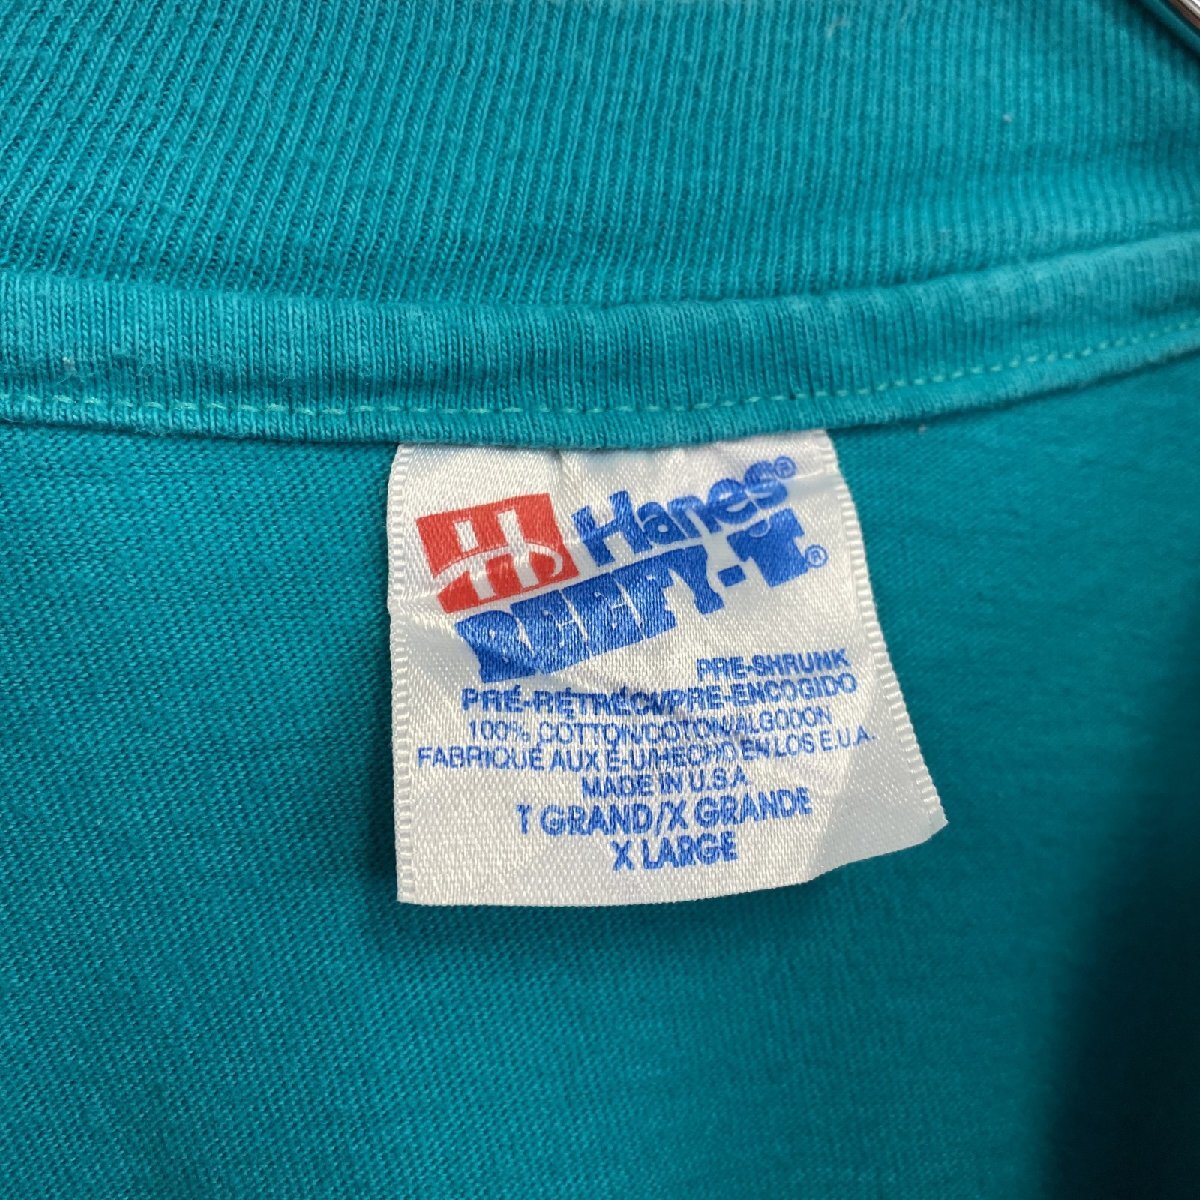 Hanes®
BEEFY-T®
PRE-SHRUNK
PRÉ-RÉTRÉCI/PRE-ENCOGIDO
100% COTTON/COTON/ALGODON
FABRIQUÉ AUX É-U/HECHO EN LOS E.U.A.
MADE IN U.S.A
T GRAND/X GRANDE
X LARGE